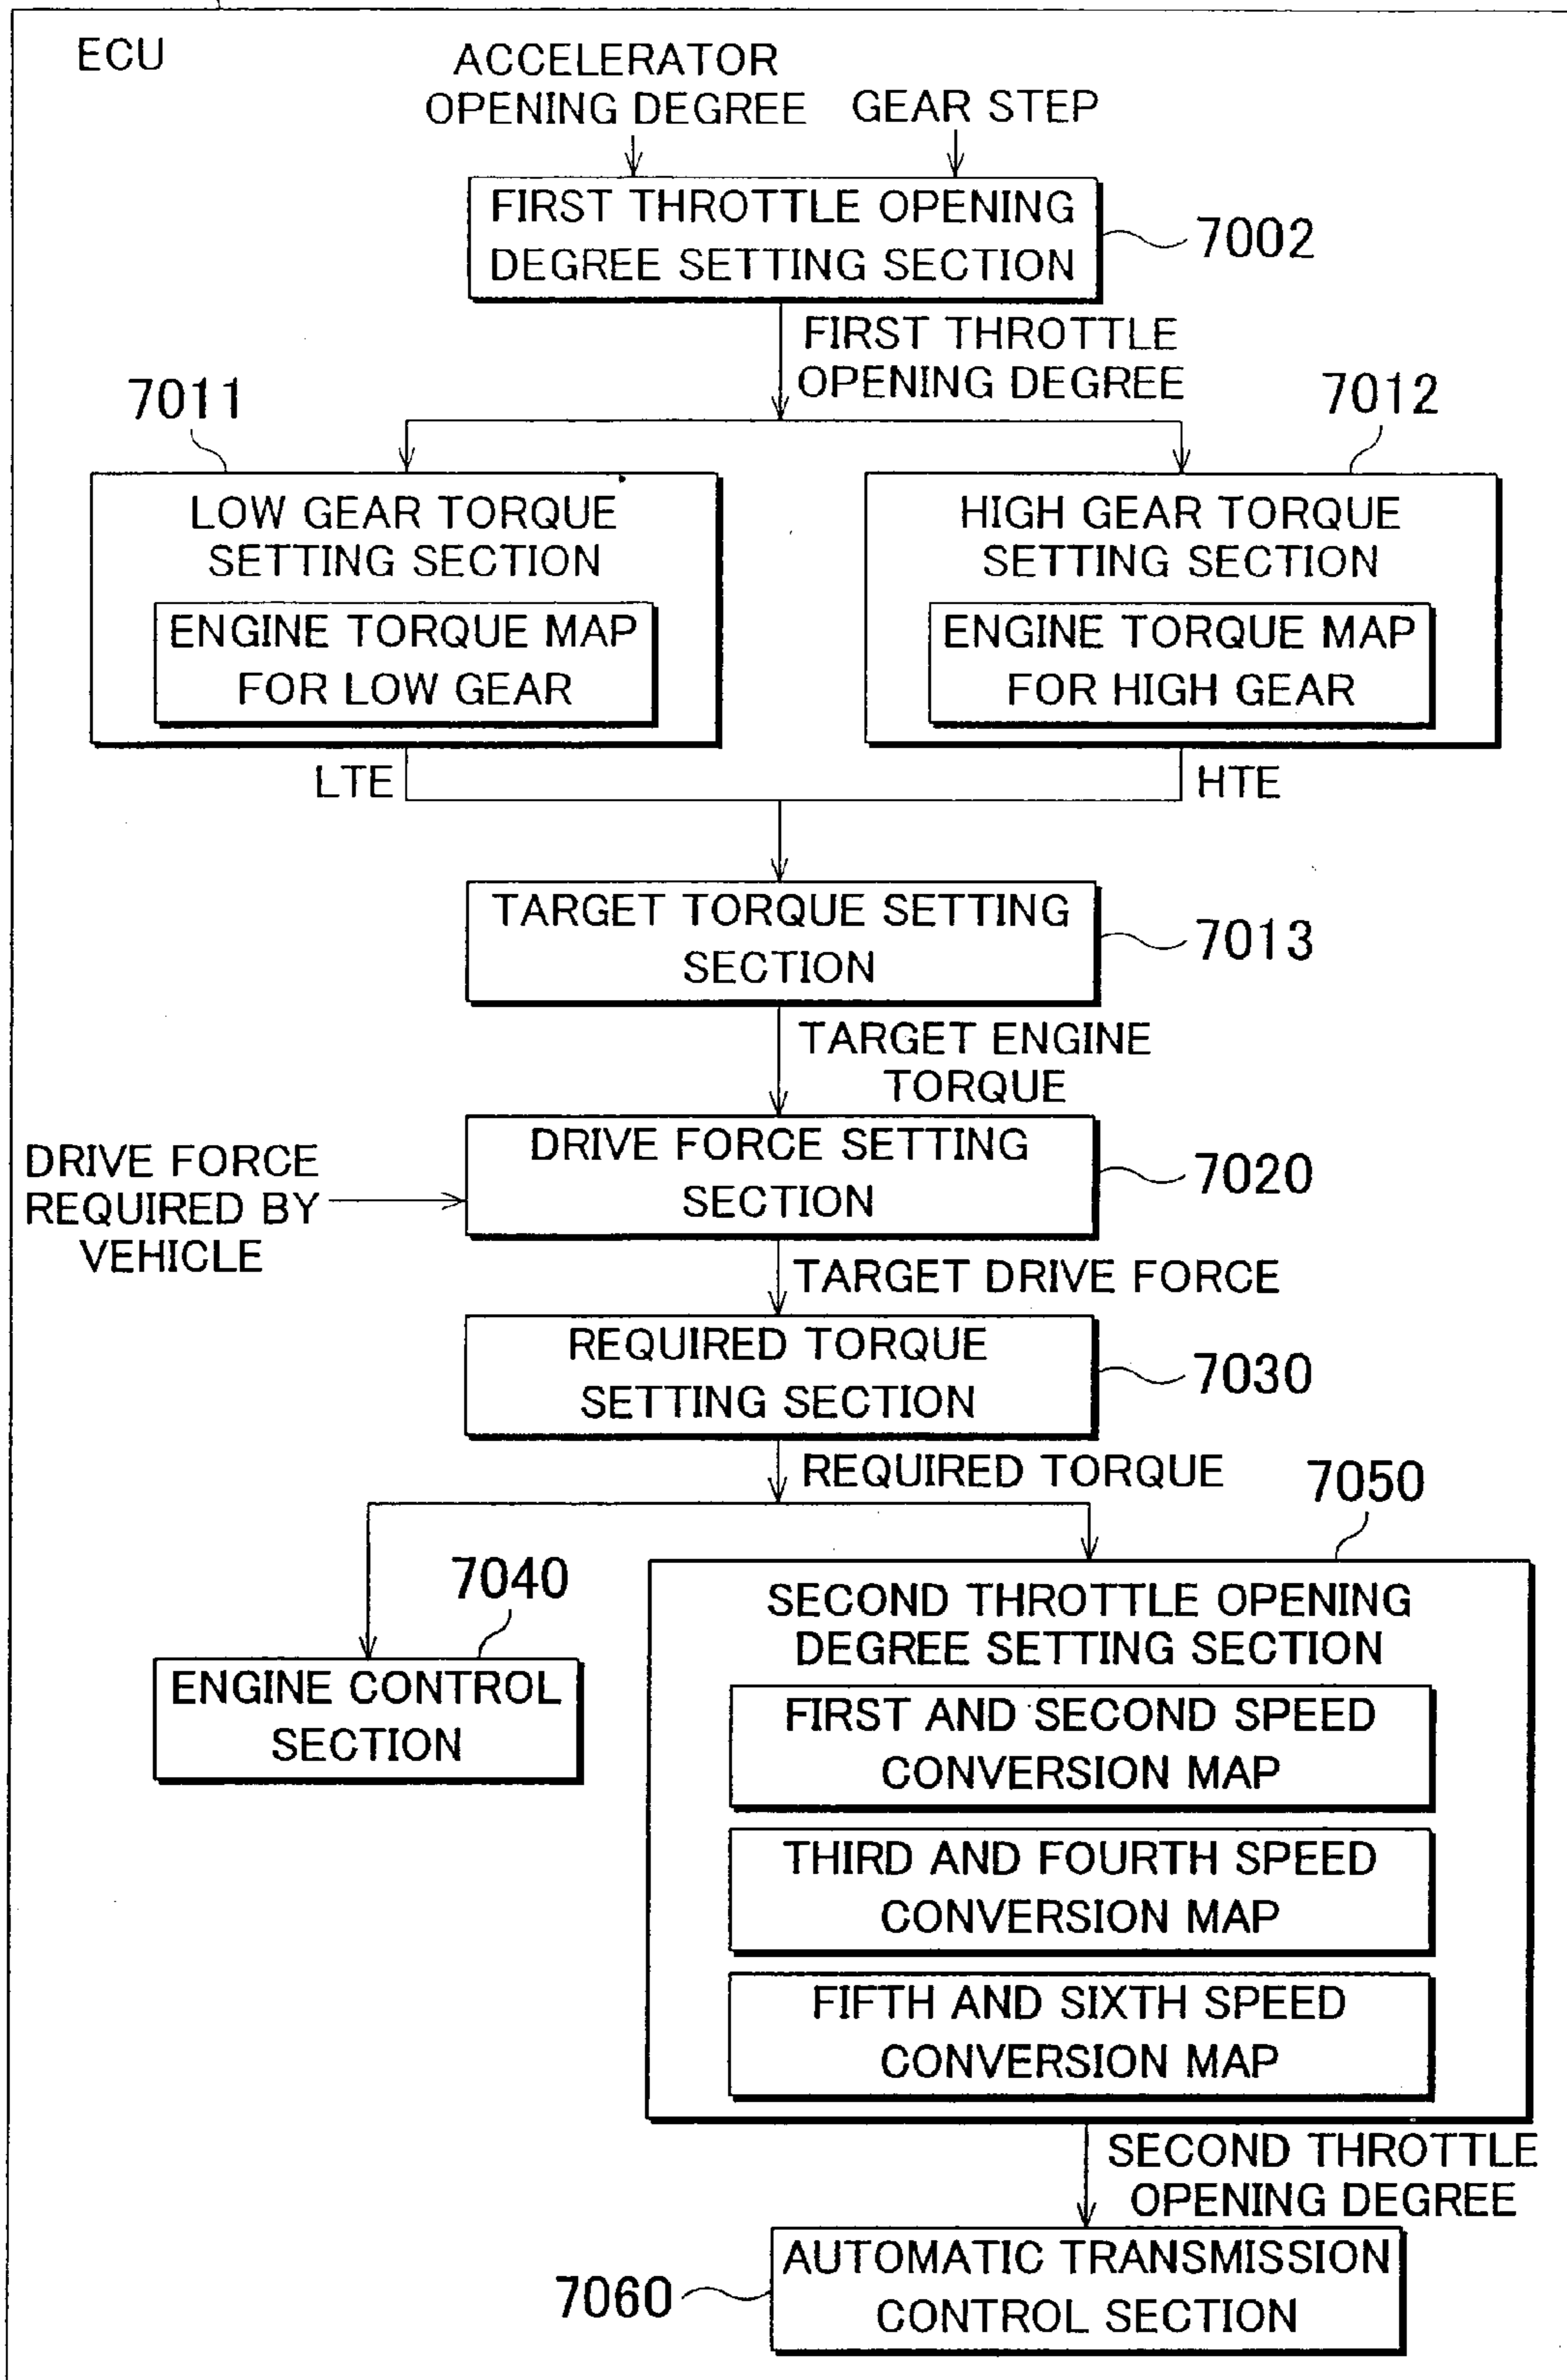 ECU
ACCELERATOR
OPENING DEGREE
GEAR STEP
FIRST THROTTLE OPENING
DEGREE SETTING SECTION
7002
FIRST THROTTLE
OPENING DEGREE
7011
7012
LOW GEAR TORQUE
SETTING SECTION
ENGINE TORQUE MAP
FOR LOW GEAR
HIGH GEAR TORQUE
SETTING SECTION
ENGINE TORQUE MAP
FOR HIGH GEAR
LTE
HTE
TARGET TORQUE SETTING
SECTION
7013
TARGET ENGINE
TORQUE
DRIVE FORCE
REQUIRED BY
VEHICLE
DRIVE FORCE SETTING
SECTION
7020
TARGET DRIVE FORCE
REQUIRED TORQUE
SETTING SECTION
7030
REQUIRED TORQUE
7040
ENGINE CONTROL
SECTION
7050
SECOND THROTTLE OPENING
DEGREE SETTING SECTION
FIRST AND SECOND SPEED
CONVERSION MAP
THIRD AND FOURTH SPEED
CONVERSION MAP
FIFTH AND SIXTH SPEED
CONVERSION MAP
SECOND THROTTLE
OPENING DEGREE
7060
AUTOMATIC TRANSMISSION
CONTROL SECTION